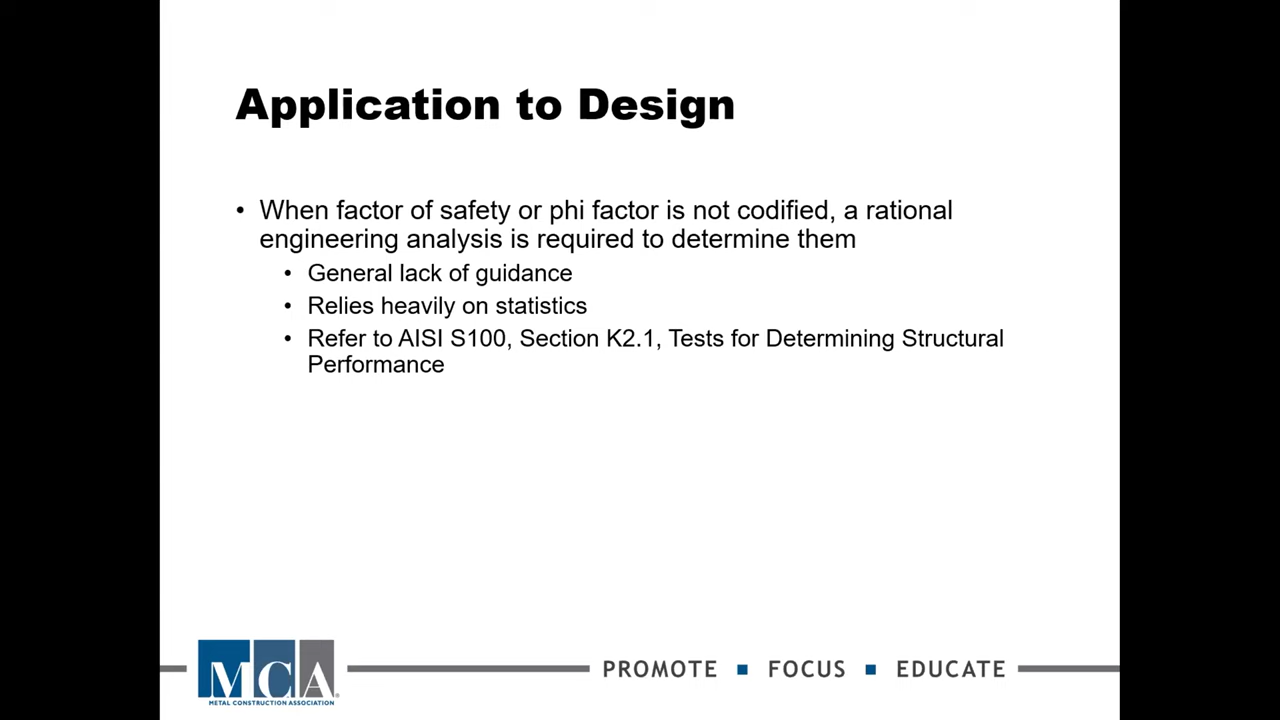 Application to Design
• When factor of safety or phi factor is not codified, a rational
engineering analysis is required to determine them
• General lack of guidance
• Relies heavily on statistics
• Refer to AISI S100, Section K2.1, Tests for Determining Structural
Performance
MCA®
METAL CONSTRUCTION ASSOCIATION
PROMOTE ■ FOCUS ■ EDUCATE